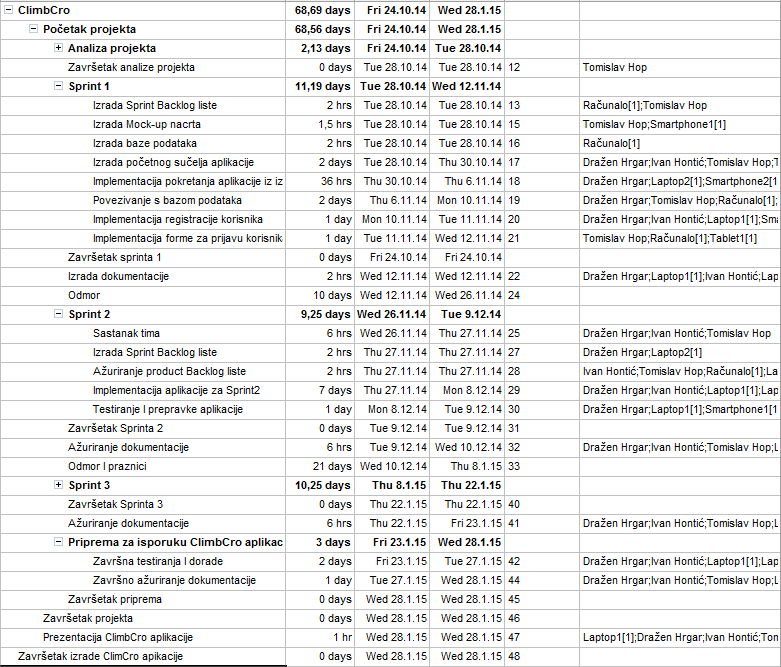 ClimbCro 68,69 days Fri 24.10.14 Wed 28.1.15
Početak projekta 68,56 days Fri 24.10.14 Wed 28.1.15
Analiza projekta 2,13 days Fri 24.10.14 Tue 28.10.14
Završetak analize projekta 0 days Tue 28.10.14 Tue 28.10.14 12 Tomislav Hop
Sprint 1 11,19 days Tue 28.10.14 Wed 12.11.14
Izrada Sprint Backlog liste 2 hrs Tue 28.10.14 Tue 28.10.14 13 Računalo[1];Tomislav Hop
Izrada Mock-up nacrta 1,5 hrs Tue 28.10.14 Tue 28.10.14 15 Tomislav Hop;Smartphone1[1]
Izrada baze podataka 2 hrs Tue 28.10.14 Tue 28.10.14 16 Računalo[1]
Izrada početnog sučelja aplikacije 2 days Tue 28.10.14 Thu 30.10.14 17 Dražen Hrgar;Ivan Hontić;Tomislav Hop;T
Implementacija pokretanja aplikacije iz iz 36 hrs Thu 30.10.14 Thu 6.11.14 18 Dražen Hrgar;Laptop2[1];Smartphone2[1
Povezivanje s bazom podataka 2 days Thu 6.11.14 Mon 10.11.14 19 Dražen Hrgar;Tomislav Hop;Računalo[1];
Implementacija registracije korisnika 1 day Mon 10.11.14 Tue 11.11.14 20 Dražen Hrgar;Ivan Hontić;Laptop1[1];Sma
Implementacija forme za prijavu korisnik 1 day Tue 11.11.14 Wed 12.11.14 21 Tomislav Hop;Računalo[1];Tablet1[1]
Završetak sprinta 1 0 days Fri 24.10.14 Fri 24.10.14
Izrada dokumentacije 2 hrs Wed 12.11.14 Wed 12.11.14 22 Dražen Hrgar;Laptop1[1];Ivan Hontić;Lap
Odmor 10 days Wed 12.11.14 Wed 26.11.14 24
Sprint 2 9,25 days Wed 26.11.14 Tue 9.12.14
Sastanak tima 6 hrs Wed 26.11.14 Thu 27.11.14 25 Dražen Hrgar;Ivan Hontić;Tomislav Hop
Izrada Sprint Backlog liste 2 hrs Thu 27.11.14 Thu 27.11.14 27 Dražen Hrgar;Laptop2[1]
Ažuriranje product Backlog liste 2 hrs Thu 27.11.14 Thu 27.11.14 28 Ivan Hontić;Tomislav Hop;Računalo[1];La
Implementacija aplikacije za Sprint2 7 days Thu 27.11.14 Mon 8.12.14 29 Dražen Hrgar;Ivan Hontić;Laptop1[1];Lap
Testiranje I prepravke aplikacije 1 day Mon 8.12.14 Tue 9.12.14 30 Dražen Hrgar;Laptop1[1];Smartphone1[1
Završetak Sprinta 2 0 days Tue 9.12.14 Tue 9.12.14 31
Ažuriranje dokumentacije 6 hrs Tue 9.12.14 Wed 10.12.14 32 Dražen Hrgar;Ivan Hontić;Tomislav Hop;L
Odmor I praznici 21 days Wed 10.12.14 Thu 8.1.15 33
Sprint 3 10,25 days Thu 8.1.15 Thu 22.1.15
Završetak Sprinta 3 0 days Thu 22.1.15 Thu 22.1.15 40
Ažuriranje dokumentacije 6 hrs Thu 22.1.15 Fri 23.1.15 41 Dražen Hrgar;Ivan Hontić;Tomislav Hop;L
Priprema za isporuku ClimbCro aplikac 3 days Fri 23.1.15 Wed 28.1.15
Završna testiranja I dorade 2 days Fri 23.1.15 Tue 27.1.15 42 Dražen Hrgar;Ivan Hontić;Laptop1[1];Lap
Završno ažuriranje dokumentacije 1 day Tue 27.1.15 Wed 28.1.15 44 Dražen Hrgar;Ivan Hontić;Tomislav Hop;L
Završetak priprema 0 days Wed 28.1.15 Wed 28.1.15 45
Završetak projekta 0 days Wed 28.1.15 Wed 28.1.15 46
Prezentacija ClimbCro aplikacije 1 hr Wed 28.1.15 Wed 28.1.15 47 Laptop1[1];Dražen Hrgar;Ivan Hontić;Tom
Završetak izrade ClimCro apikacije 0 days Wed 28.1.15 Wed 28.1.15 48